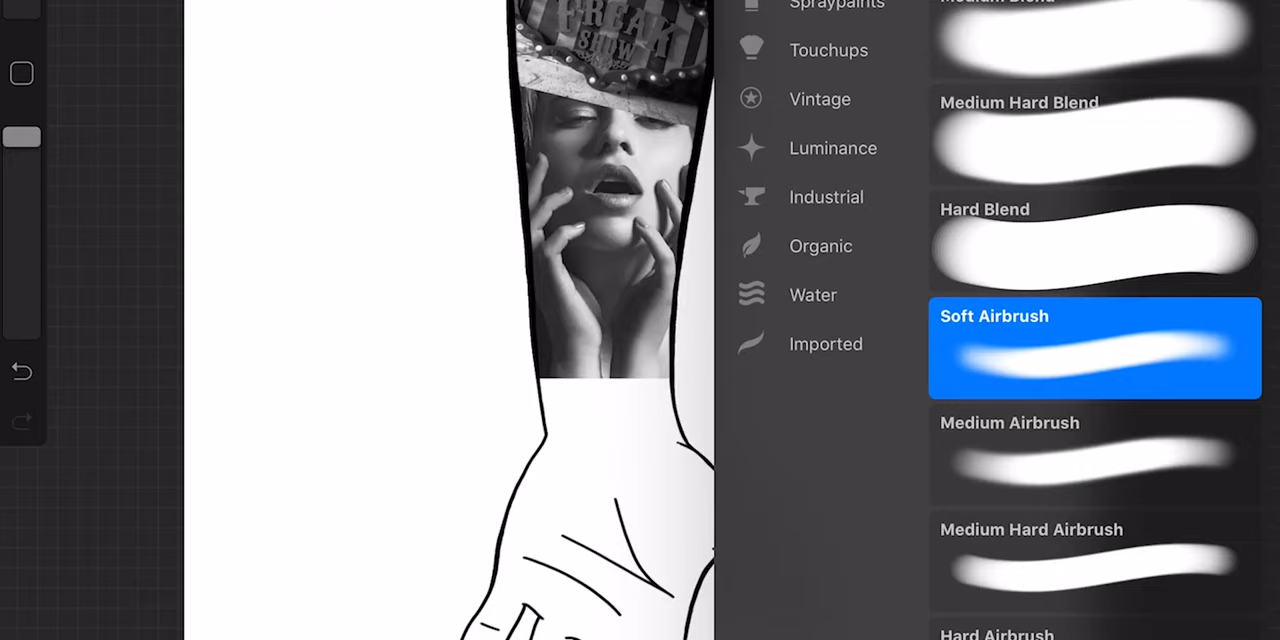 FREAK
SHOW
Spraypaints
Touchups
Vintage
Luminance
Industrial
Organic
Water
Imported
Medium Blend
Medium Hard Blend
Hard Blend
Soft Airbrush
Medium Airbrush
Medium Hard Airbrush
Hard Airbrush